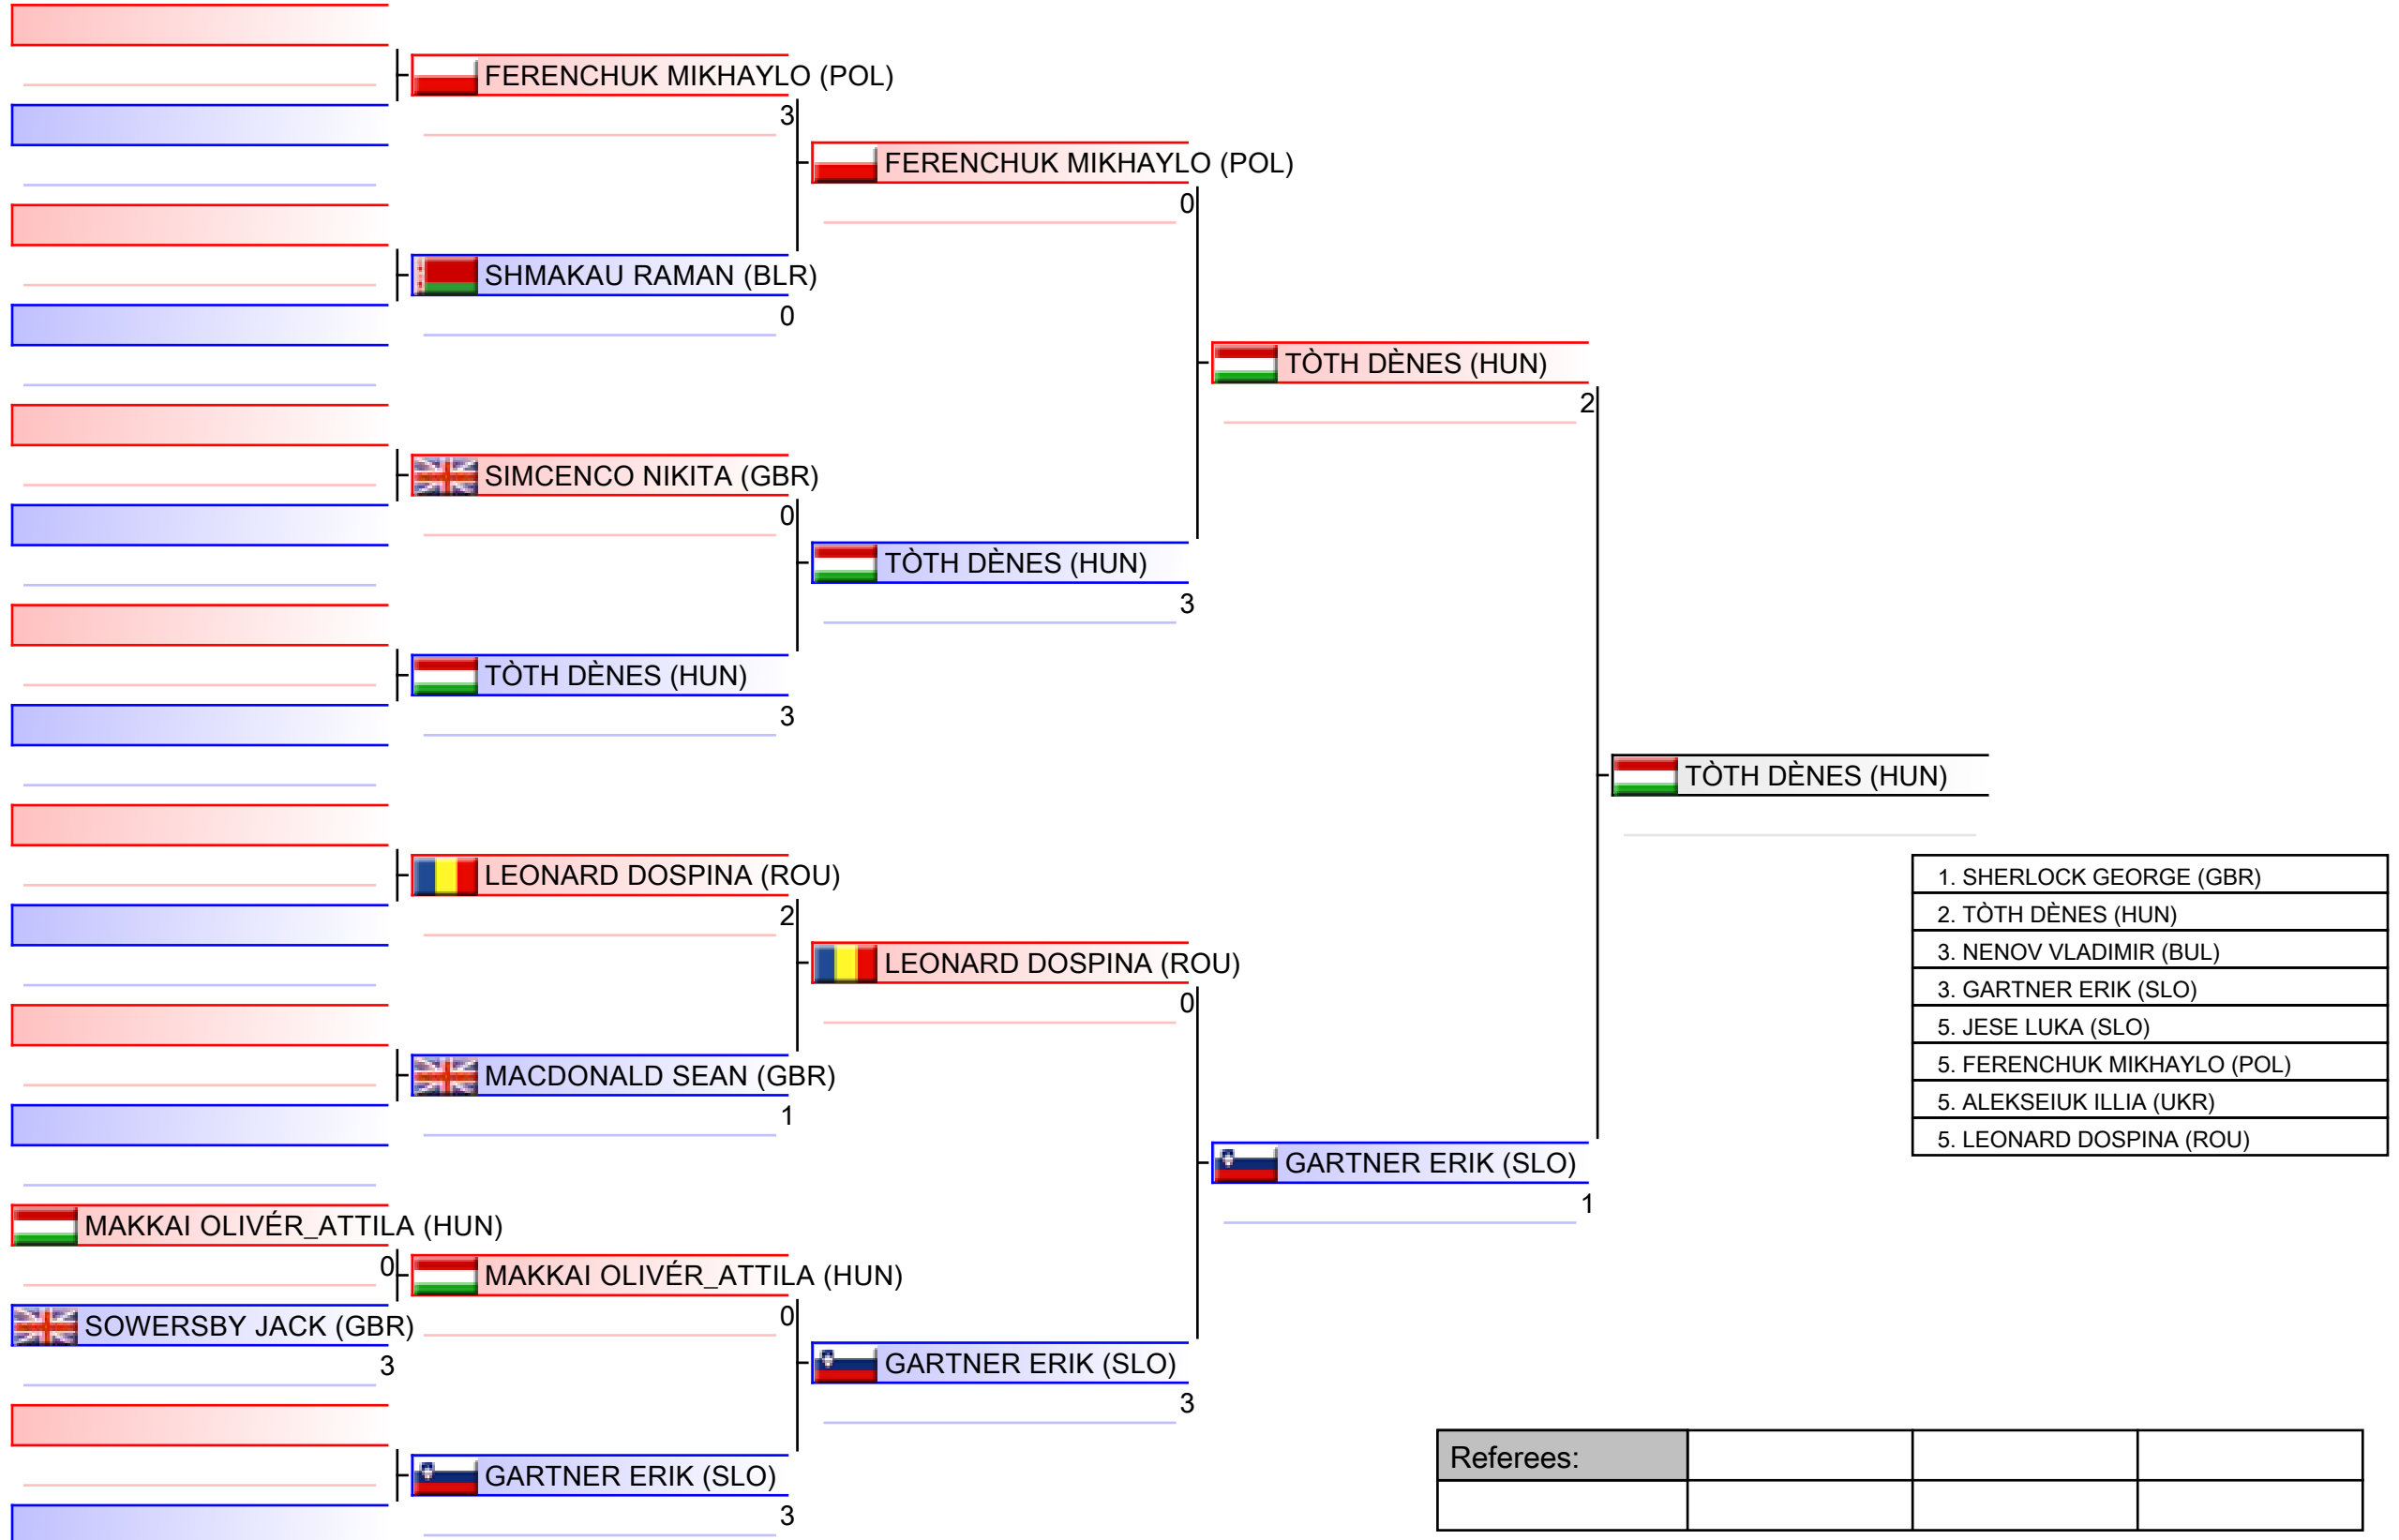 FERENCHUK MIKHAYLO (POL)
3
SHMAKAU RAMAN (BLR)
0
SIMCENCO NIKITA (GBR)
0
TÒTH DÈNES (HUN)
3
LEONARD DOSPINA (ROU)
2
MACDONALD SEAN (GBR)
1
MAKKAI OLIVÉR_ATTILA (HUN)
0
SOWERSBY JACK (GBR)
3
MAKKAI OLIVÉR_ATTILA (HUN)
0
GARTNER ERIK (SLO)
3
FERENCHUK MIKHAYLO (POL)
0
TÒTH DÈNES (HUN)
3
LEONARD DOSPINA (ROU)
0
GARTNER ERIK (SLO)
3
TÒTH DÈNES (HUN)
2
GARTNER ERIK (SLO)
1
TÒTH DÈNES (HUN)
1. SHERLOCK GEORGE (GBR)
2. TÒTH DÈNES (HUN)
3. NENOV VLADIMIR (BUL)
3. GARTNER ERIK (SLO)
5. JESE LUKA (SLO)
5. FERENCHUK MIKHAYLO (POL)
5. ALEKSEIUK ILLIA (UKR)
5. LEONARD DOSPINA (ROU)
Referees: